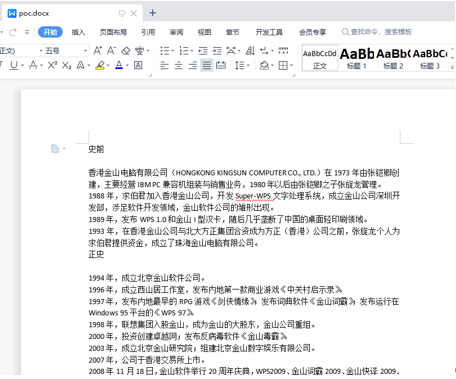 poc.docx
开始 插入 页面布局 引用 审阅 视图 章节 开发工具 会员专享 查找命令、搜索模板
正文) 五号
AaBbCcDd AaBb AaBb( AaBbC
正文 标题 1 标题 2 标题 3
史前
香港金山电脑有限公司（HONGKONG KINGSUN COMPUTER CO., LTD.）在 1973 年由张铠卿创
建，主要经营 IBM PC 兼容机组装与销售业务，1980 年以后由张铠卿之子张旋龙管理。
1988 年，求伯君加入香港金山公司，开发 Super-WPS 文字处理系统，成立金山公司深圳开
发部，涉足软件开发领域，金山软件公司的雏形出现。
1989 年，发布 WPS 1.0 和金山 I 型汉卡，随后几乎垄断了中国的桌面轻印刷领域。
1993 年，在香港金山公司与北大方正集团合资成为方正（香港）公司之前，张旋龙个人为
求伯君提供资金，成立了珠海金山电脑有限公司。
正史
1994 年，成立北京金山软件公司。
1996 年，成立西山居工作室，发布内地第一款商业游戏《中关村启示录》
1997 年，发布内地最早的 RPG 游戏《剑侠情缘》发布词典软件《金山词霸》发布运行在
Windows 95 平台的《WPS 97》
1998 年，联想集团入股金山，成为金山的大股东，金山公司重组。
2000 年，投资创建卓越网；发布反病毒软件《金山毒霸》
2003 年，成立北京金山研究院；组建北京金山数字娱乐有限公司。
2007 年，公司于香港交易所上市。
2008 年 11 月 18 日，金山软件举行 20 周年庆典，WPS2009、金山词霸 2009、金山快译 2009、